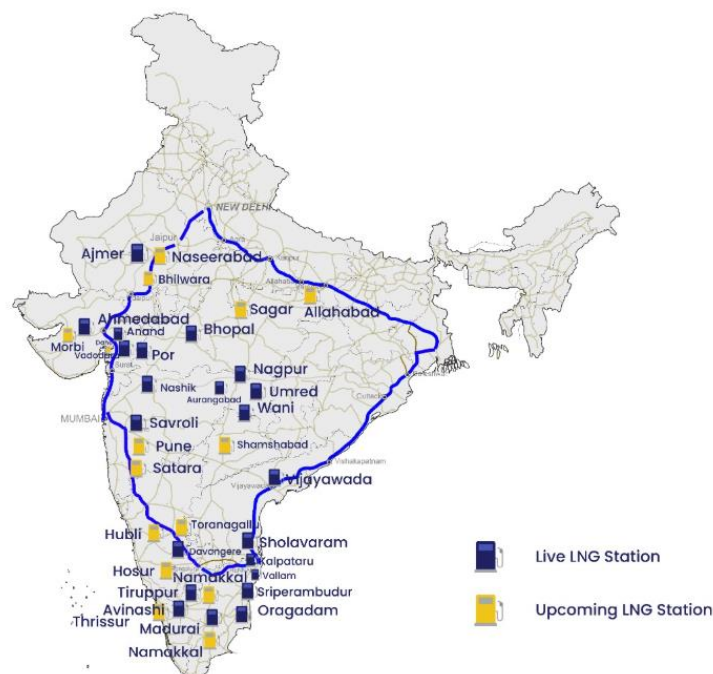 NEW DELHI
Jaipur
Ajmer
Naseerabad
Bhilwara
Allahabad
Sagar
Allahabad
Ahmedabad
Anand
Bhopal
Morbi
Vadodara
Por
Surat
Nagpur
Nashik
Aurangabad
Umred
Wani
MUMBAI
Savroli
Pune
Shamshabad
Satara
Vijayawada
Toranagallu
Hubli
Sholavaram
Davangere
Kalpataru
Hosur
Namakkal
Vallam
Tiruppur
Sriperambudur
Avinashi
Oragadam
Thrissur
Madurai
Namakkal
Live LNG Station
Upcoming LNG Station